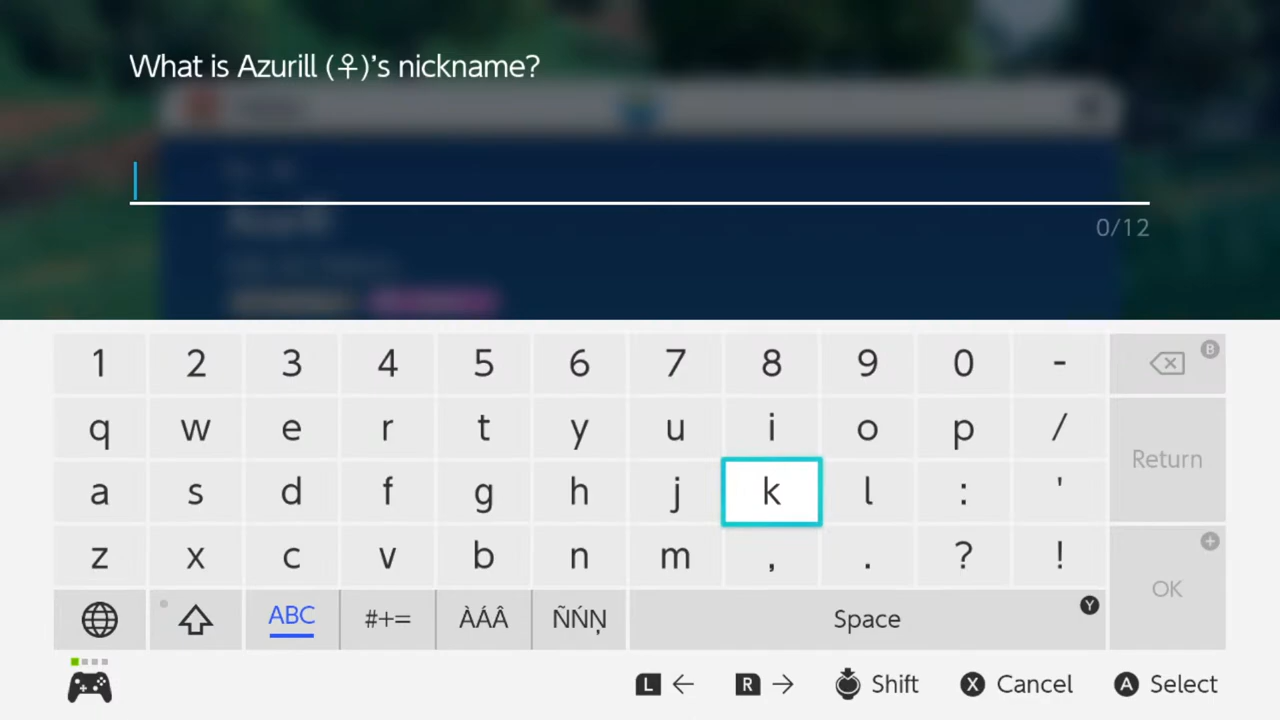 What is Azurill (♀)'s nickname?
0/12
1 2 3 4 5 6 7 8 9 0 - B
q w e r t y u i o p / Return
a s d f g h j k l : '
z x c v b n m , . ? ! OK +
ABC #+= ÀÁÂ ÑŃŅ Space Y
L ← R → Shift X Cancel A Select